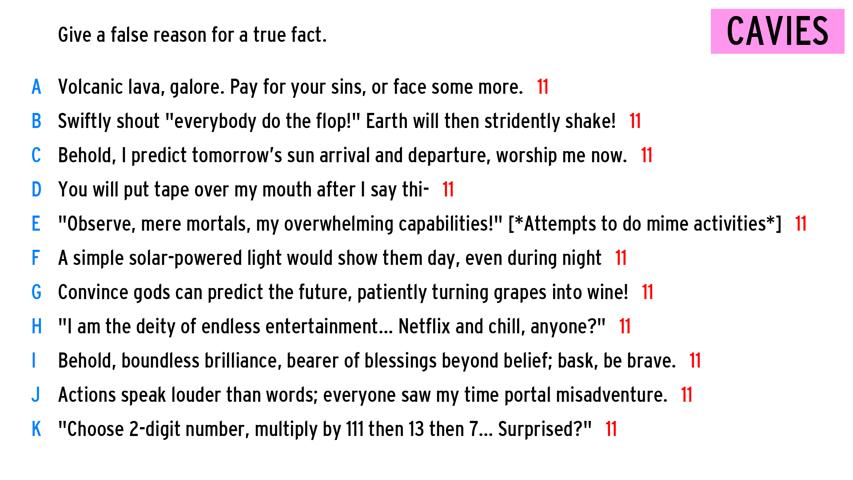 Give a false reason for a true fact.
CAVIES
A Volcanic lava, galore. Pay for your sins, or face some more. 11
B Swiftly shout "everybody do the flop!" Earth will then stridently shake! 11
C Behold, I predict tomorrow's sun arrival and departure, worship me now. 11
D You will put tape over my mouth after I say thi- 11
E "Observe, mere mortals, my overwhelming capabilities!" [*Attempts to do mime activities*] 11
F A simple solar-powered light would show them day, even during night 11
G Convince gods can predict the future, patiently turning grapes into wine! 11
H "I am the deity of endless entertainment... Netflix and chill, anyone?" 11
I Behold, boundless brilliance, bearer of blessings beyond belief; bask, be brave. 11
J Actions speak louder than words; everyone saw my time portal misadventure. 11
K "Choose 2-digit number, multiply by 111 then 13 then 7... Surprised?" 11